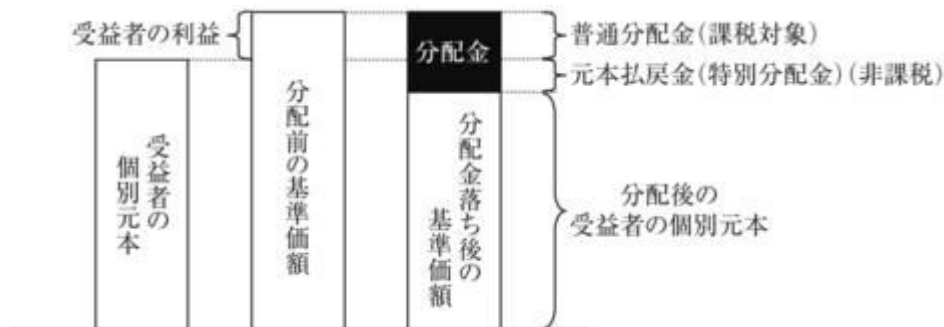 受益者の利益
受益者の
個別元本
分配前の基準価額
分配金
分配金落ち後の
基準価額
普通分配金(課税対象)
元本払戻金(特別分配金)(非課税)
分配後の
受益者の個別元本